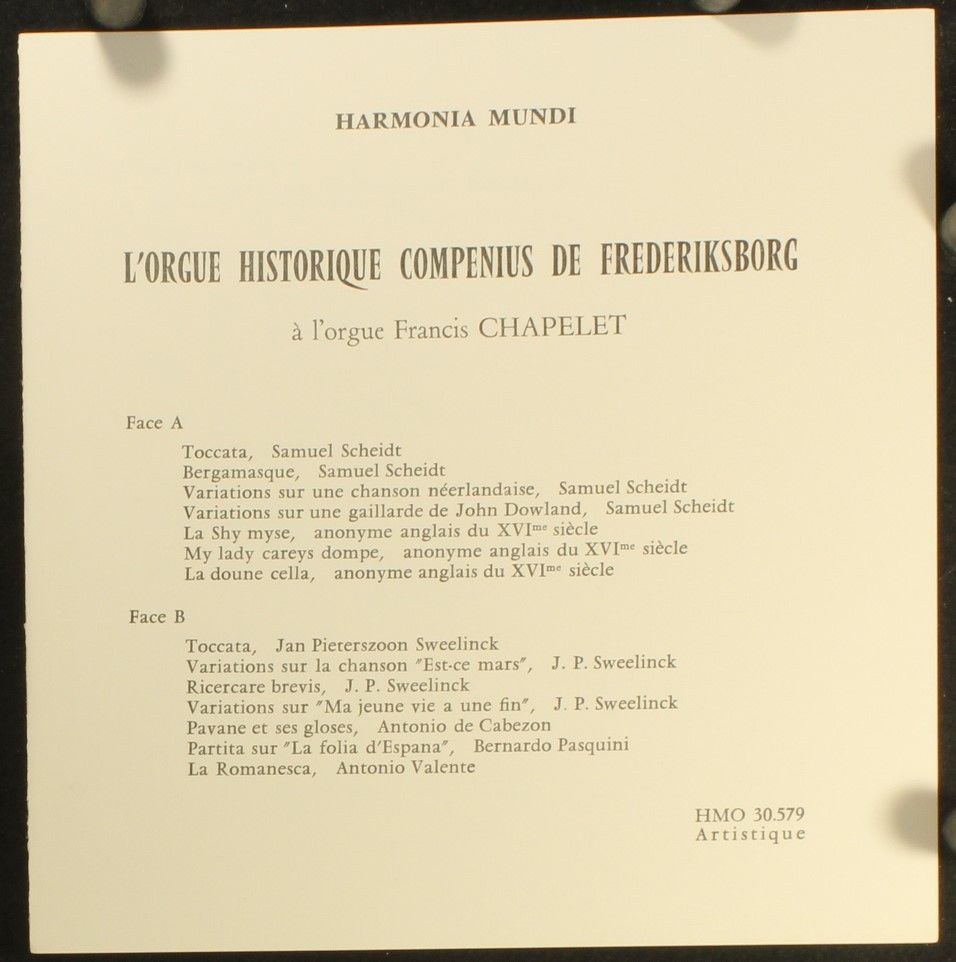 HARMONIA MUNDI
L'ORGUE HISTORIQUE COMPENIUS DE FREDERIKSBORG
à l'orgue Francis CHAPELET
Face A
Toccata, Samuel Scheidt
Bergamasque, Samuel Scheidt
Variations sur une chanson néerlandaise, Samuel Scheidt
Variations sur une gaillarde de John Dowland, Samuel Scheidt
La Shy myse, anonyme anglais du XVIᵐᵉ siècle
My lady careys dompe, anonyme anglais du XVIᵐᵉ siècle
La doune cella, anonyme anglais du XVIᵐᵉ siècle
Face B
Toccata, Jan Pieterszoon Sweelinck
Variations sur la chanson "Est-ce mars", J. P. Sweelinck
Ricercare brevis, J. P. Sweelinck
Variations sur "Ma jeune vie a une fin", J. P. Sweelinck
Pavane et ses gloses, Antonio de Cabezon
Partita sur "La folia d'Espana", Bernardo Pasquini
La Romanesca, Antonio Valente
HMO 30.579
Artistique